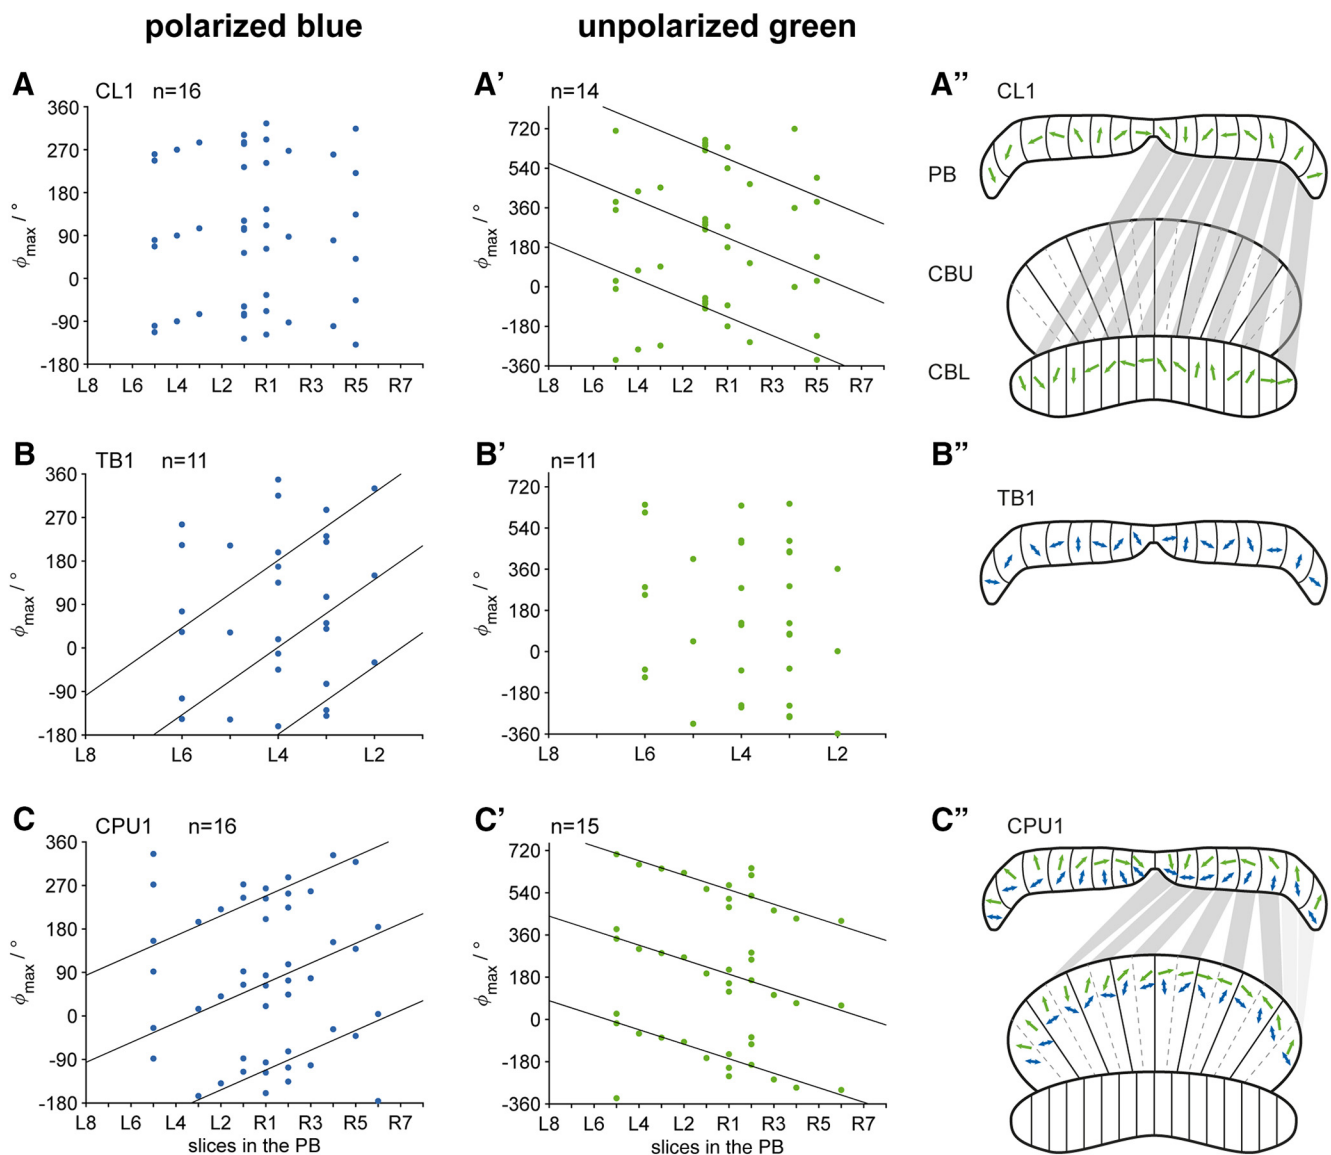 polarized blue
unpolarized green
A
CL1 n=16
360
270
180
90
0
-90
-180
ϕmax / °
L8 L6 L4 L2 R1 R3 R5 R7
A’
n=14
720
540
360
180
0
-180
-360
ϕmax / °
L8 L6 L4 L2 R1 R3 R5 R7
A’’
CL1
PB
CBU
CBL
B
TB1 n=11
360
270
180
90
0
-90
-180
ϕmax / °
L8 L6 L4 L2
B’
n=11
720
540
360
180
0
-180
-360
ϕmax / °
L8 L6 L4 L2
B’’
TB1
C
CPU1 n=16
360
270
180
90
0
-90
-180
ϕmax / °
L8 L6 L4 L2 R1 R3 R5 R7
slices in the PB
C’
n=15
720
540
360
180
0
-180
-360
ϕmax / °
L8 L6 L4 L2 R1 R3 R5 R7
slices in the PB
C’’
CPU1